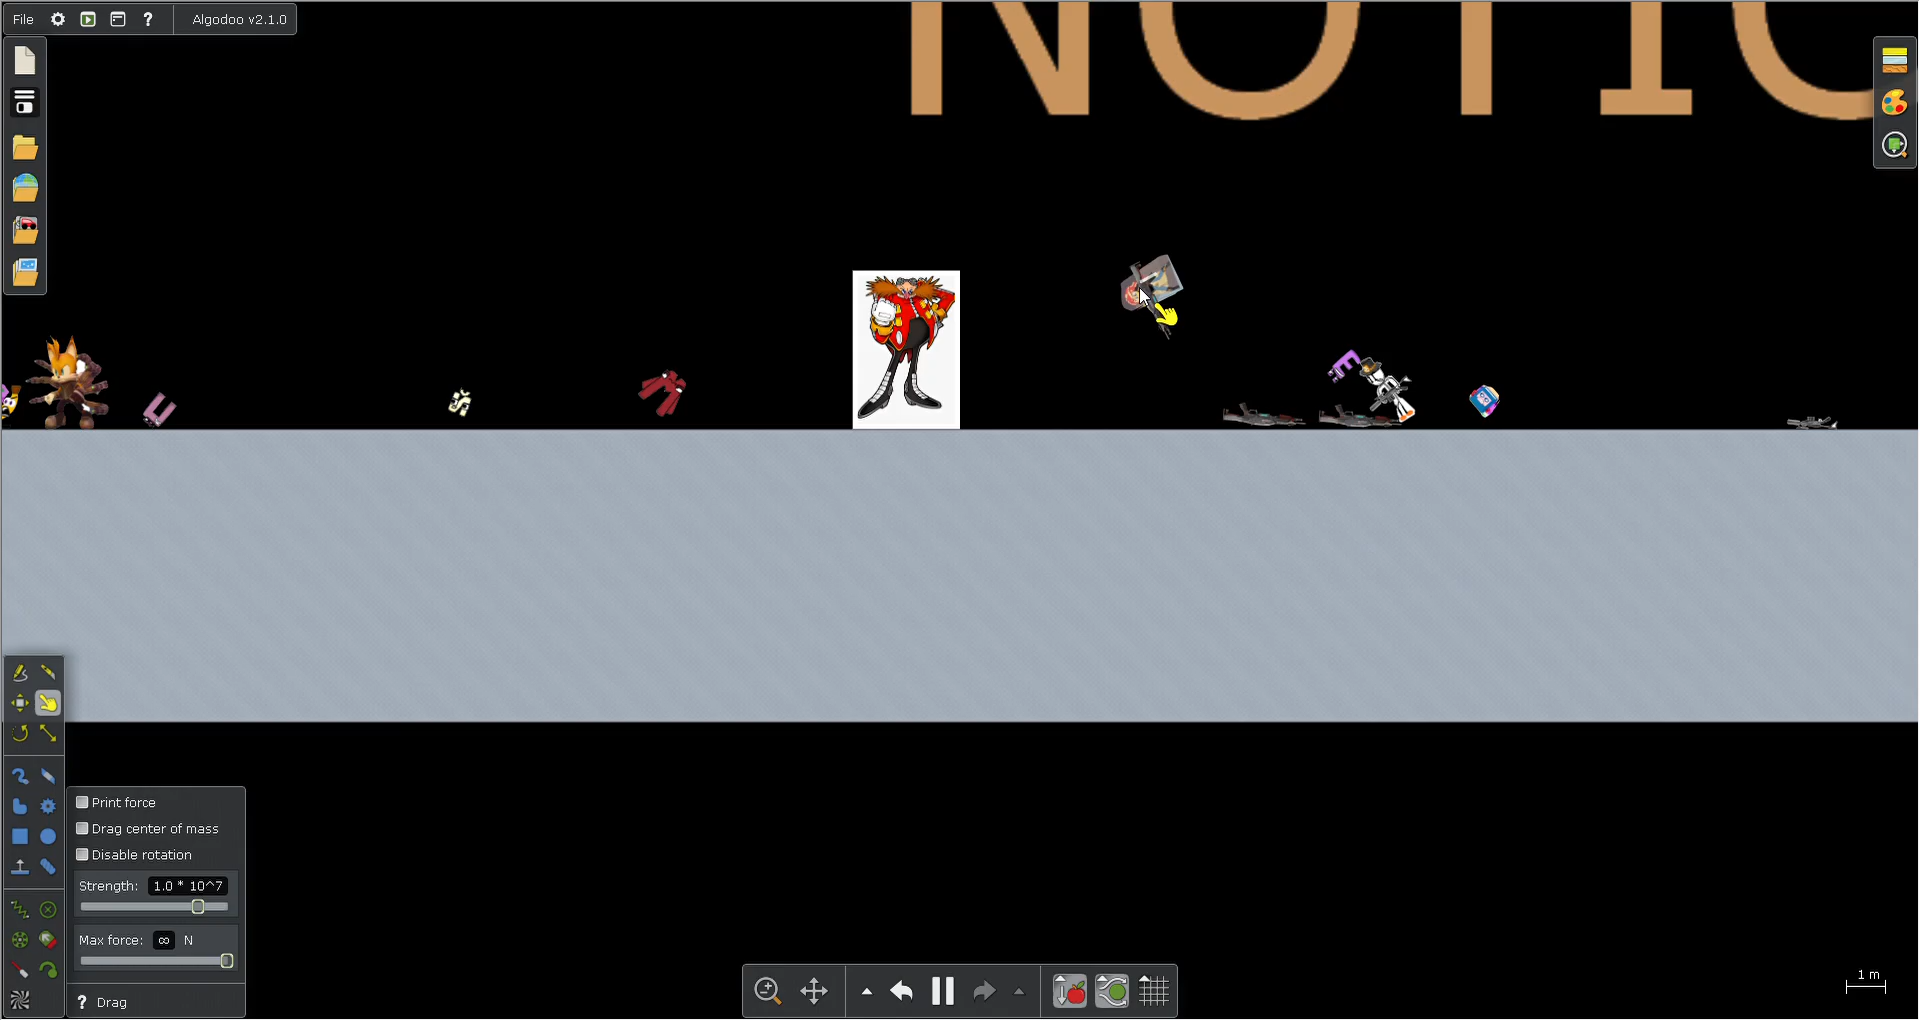 File ? Algodoo v2.1.0
NOTIC
Print force
Drag center of mass
Disable rotation
Strength: 1.0 * 10^7
Max force: ∞ N
? Drag
1 m